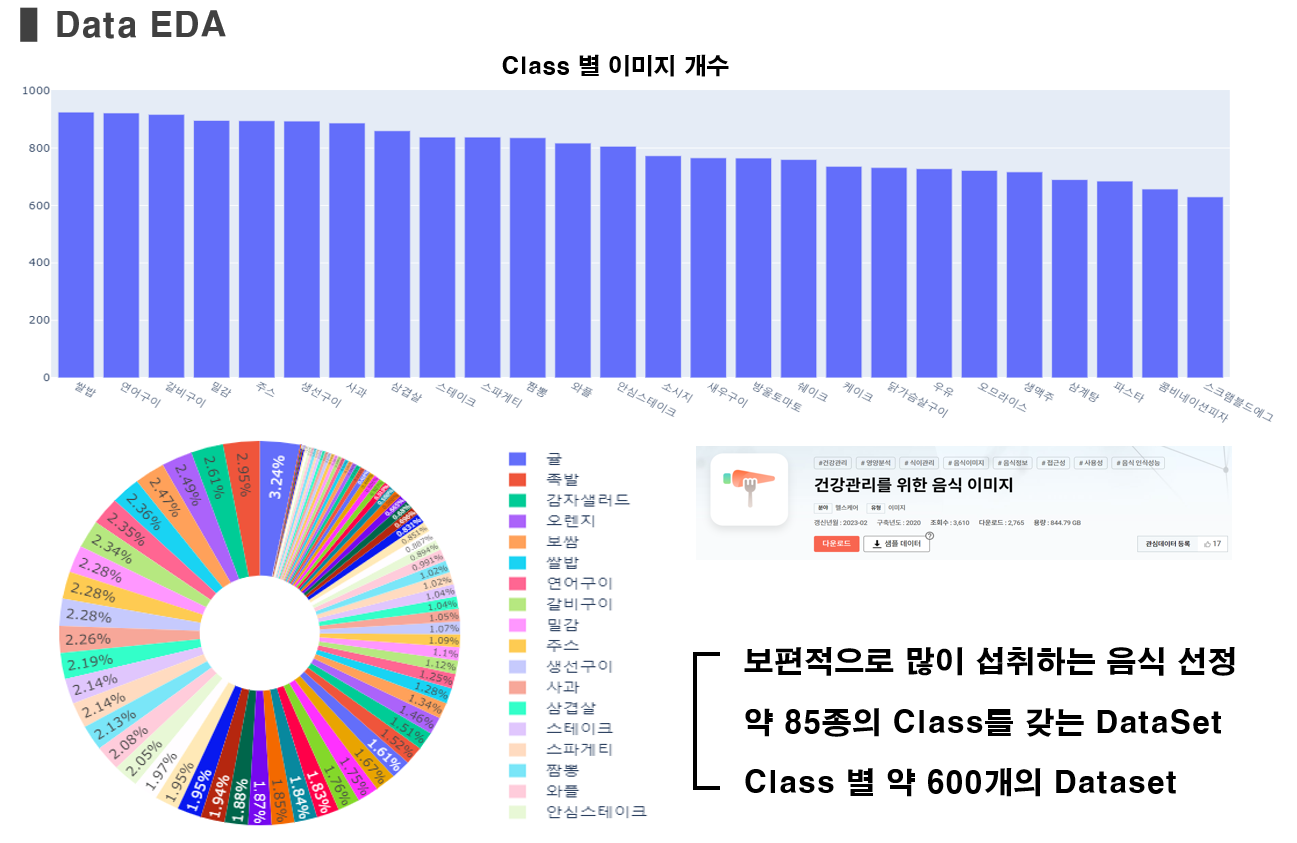 Data EDA
Class 별 이미지 개수
1000
800
600
400
200
0
쌀밥
연어구이
갈비구이
밀감
주스
생선구이
사과
삼겹살
스테이크
스파게티
짬뽕
와플
안심스테이크
소시지
새우구이
방울토마토
쉐이크
케이크
닭가슴살구이
우유
오므라이스
생맥주
삼계탕
파스타
콤비네이션피자
스크램블드에그
3.24%
2.95%
2.61%
2.49%
2.47%
2.36%
2.35%
2.34%
2.28%
2.28%
2.28%
2.26%
2.19%
2.14%
2.14%
2.13%
2.08%
2.05%
1.97%
1.95%
1.95%
1.94%
1.88%
1.87%
1.85%
1.84%
1.83%
1.76%
1.75%
1.67%
1.61%
1.52%
1.51%
1.46%
1.34%
1.28%
1.25%
1.12%
1.1%
1.09%
1.07%
1.05%
1.04%
1.04%
1.02%
1.02%
0.991%
0.894%
0.887%
0.851%
0.831%
귤
족발
감자샐러드
오렌지
보쌈
쌀밥
연어구이
갈비구이
밀감
주스
생선구이
사과
삼겹살
스테이크
스파게티
짬뽕
와플
안심스테이크
#건강관리 # 영양분석 # 식이관리 # 음식이미지 # 음식정보 # 접근성 # 사용성 # 음식 인식성능
건강관리를 위한 음식 이미지
분야 헬스케어 유형 이미지
갱신년월 : 2023-02 구축년도 : 2020 조회수 : 3,610 다운로드 : 2,765 용량 : 844.79 GB
다운로드 샘플 데이터 ?
관심데이터 등록 17
보편적으로 많이 섭취하는 음식 선정
약 85종의 Class를 갖는 DataSet
Class 별 약 600개의 Dataset